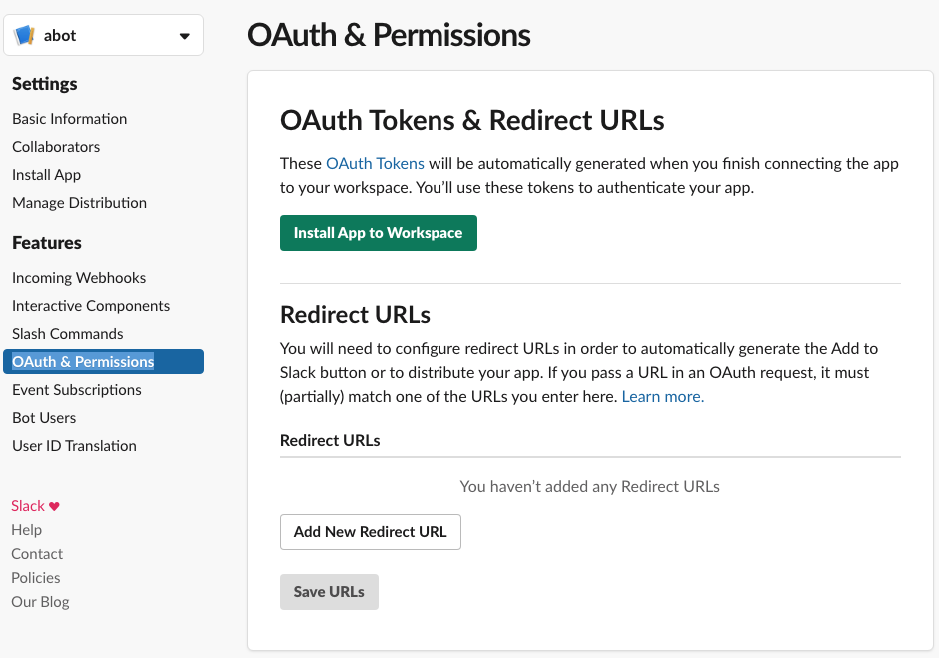 abot
Settings
Basic Information
Collaborators
Install App
Manage Distribution
Features
Incoming Webhooks
Interactive Components
Slash Commands
OAuth & Permissions
Event Subscriptions
Bot Users
User ID Translation
Slack ♥
Help
Contact
Policies
Our Blog
OAuth & Permissions
OAuth Tokens & Redirect URLs
These OAuth Tokens will be automatically generated when you finish connecting the app
to your workspace. You’ll use these tokens to authenticate your app.
Install App to Workspace
Redirect URLs
You will need to configure redirect URLs in order to automatically generate the Add to
Slack button or to distribute your app. If you pass a URL in an OAuth request, it must
(partially) match one of the URLs you enter here. Learn more.
Redirect URLs
You haven’t added any Redirect URLs
Add New Redirect URL
Save URLs